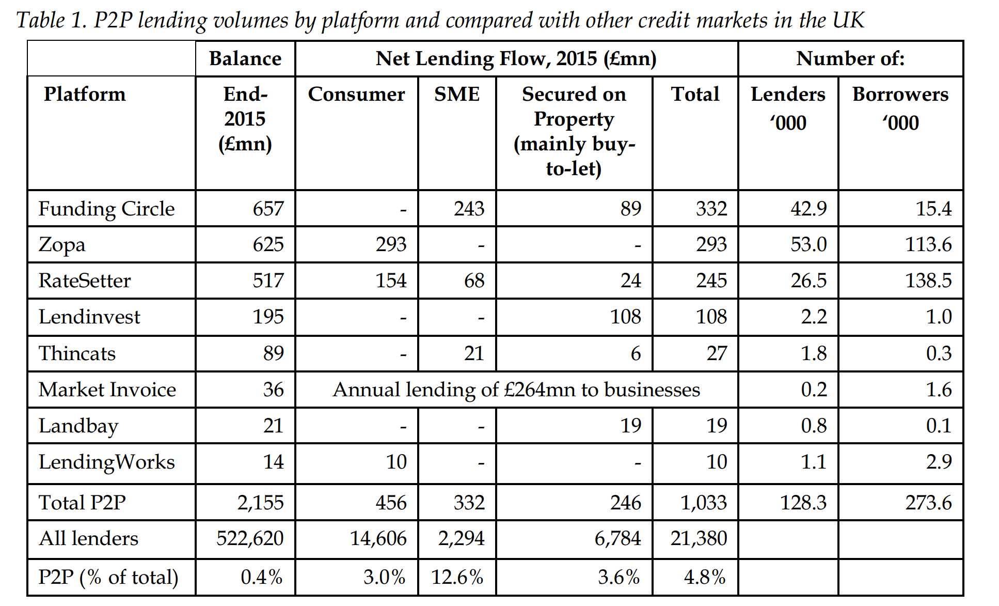 Table 1. P2P lending volumes by platform and compared with other credit markets in the UK
Balance Net Lending Flow, 2015 (£mn) Number of:
Platform End-2015 (£mn) Consumer SME Secured on Property (mainly buy-to-let) Total Lenders ‘000 Borrowers ‘000
Funding Circle 657 - 243 89 332 42.9 15.4
Zopa 625 293 - - 293 53.0 113.6
RateSetter 517 154 68 24 245 26.5 138.5
Lendinvest 195 - - 108 108 2.2 1.0
Thincats 89 - 21 6 27 1.8 0.3
Market Invoice 36 Annual lending of £264mn to businesses 0.2 1.6
Landbay 21 - - 19 19 0.8 0.1
LendingWorks 14 10 - - 10 1.1 2.9
Total P2P 2,155 456 332 246 1,033 128.3 273.6
All lenders 522,620 14,606 2,294 6,784 21,380
P2P (% of total) 0.4% 3.0% 12.6% 3.6% 4.8%